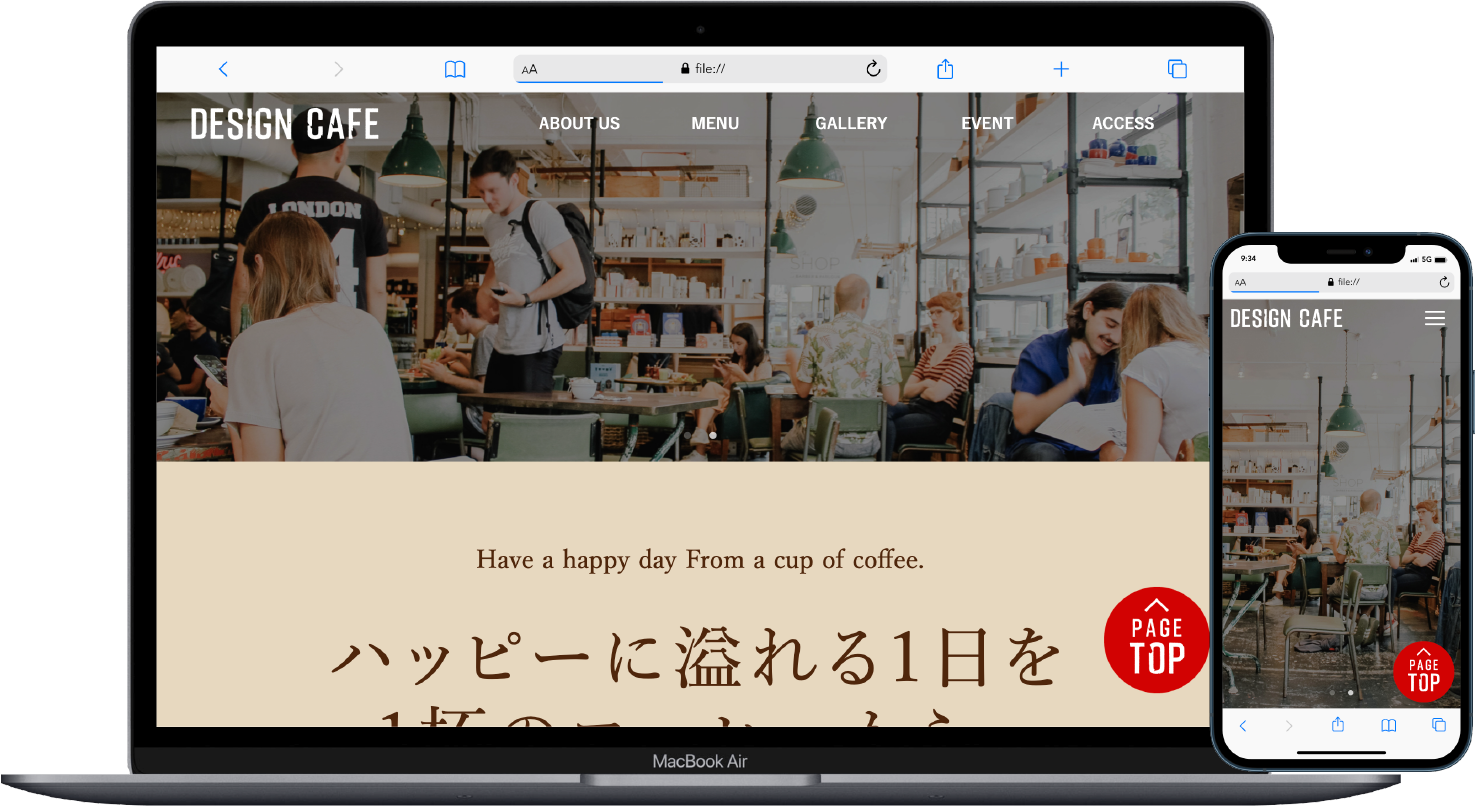 AA
file://
DESIGN CAFE
ABOUT US
MENU
GALLERY
EVENT
ACCESS
LONDON
4
SHOP
Have a happy day From a cup of coffee.
ハッピーに溢れる1日を
PAGE
TOP
MacBook Air
9:34
5G
AA
file://
DESIGN CAFE
PAGE
TOP